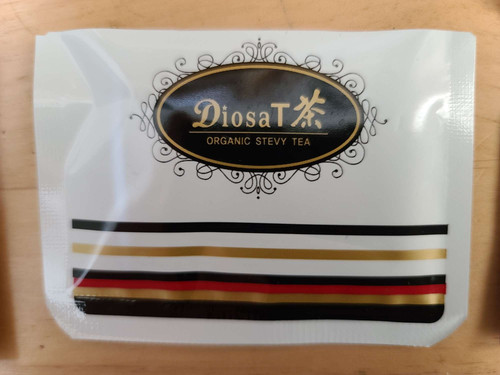 DiosaT茶
ORGANIC STEVY TEA